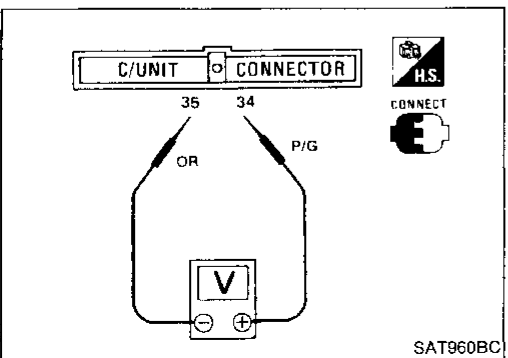 C/UNIT CONNECTOR
H.S.
CONNECT
35 34
OR
P/G
V
⊖ ⊕
SAT960BC